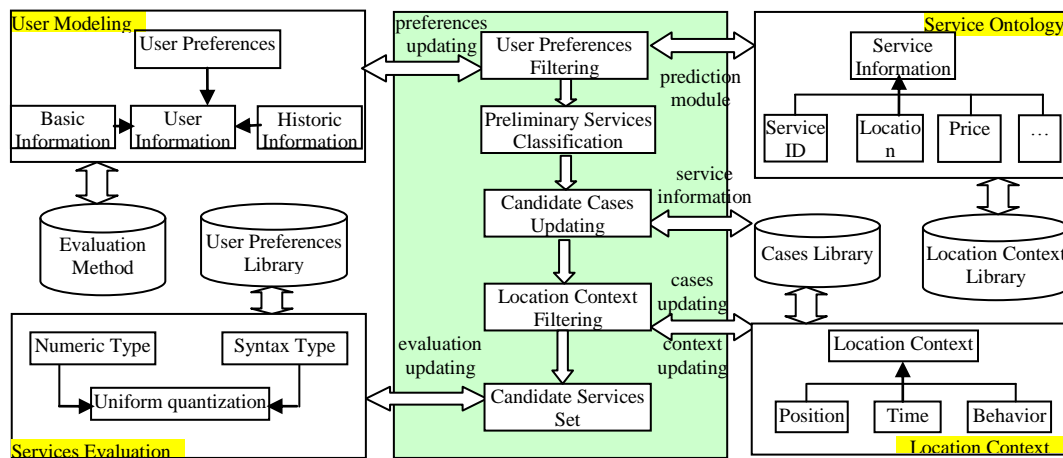 User Modeling
User Preferences
Basic
Information
User
Information
Historic
Information
Evaluation
Method
User Preferences
Library
Numeric Type
Syntax Type
Uniform quantization
Services Evaluation
preferences
updating
User Preferences
Filtering
prediction
module
Preliminary Services
Classification
service
information
Candidate Cases
Updating
cases
updating
Location Context
Filtering
evaluation
updating
context
updating
Candidate Services
Set
Service Ontology
Service
Information
Service
ID
Locatio
n
Price
...
Cases Library
Location Context
Library
Location Context
Position
Time
Behavior
Location Context